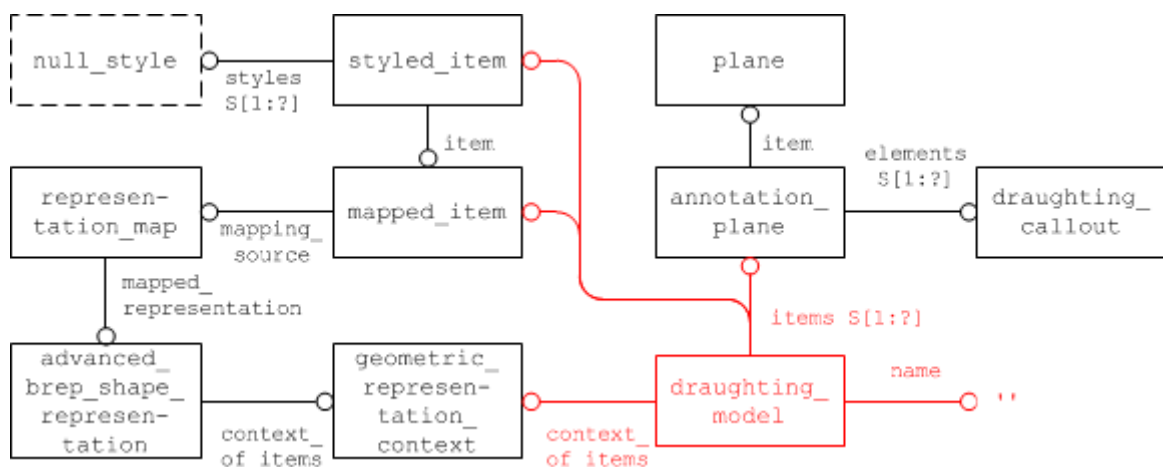 null_style
styles
S[1:?]
styled_item
plane
item
item
elements
S[1:?]
represen-
tation_map
mapping_
source
mapped_item
annotation_
plane
draughting_
callout
mapped_
representation
items S[1:?]
advanced_
brep_shape_
represen-
tation
context_
of items
geometric_
represen-
tation_
context
context_
of items
draughting_
model
name
''